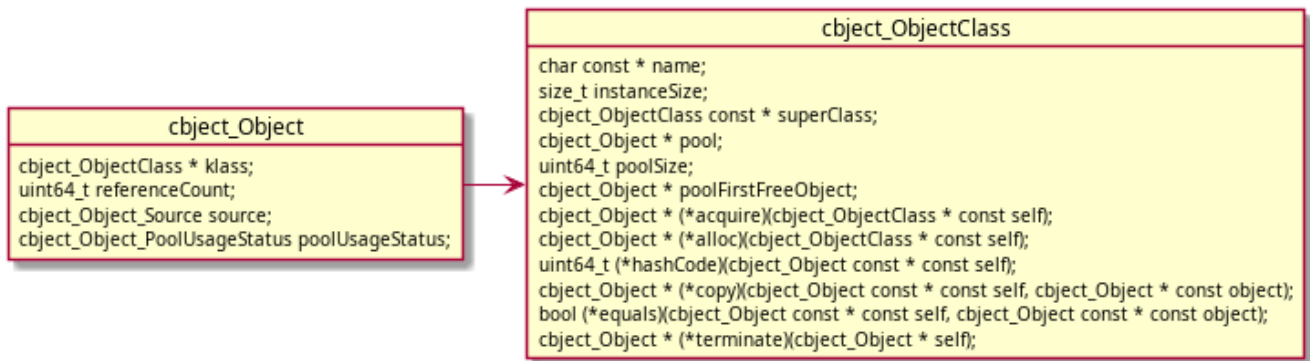 cbject_Object
cbject_ObjectClass * klass;
uint64_t referenceCount;
cbject_Object_Source source;
cbject_Object_PoolUsageStatus poolUsageStatus;
cbject_ObjectClass
char const * name;
size_t instanceSize;
cbject_ObjectClass const * superClass;
cbject_Object * pool;
uint64_t poolSize;
cbject_Object * poolFirstFreeObject;
cbject_Object * (*acquire)(cbject_ObjectClass * const self);
cbject_Object * (*alloc)(cbject_ObjectClass * const self);
uint64_t (*hashCode)(cbject_Object const * const self);
cbject_Object * (*copy)(cbject_Object const * const self, cbject_Object * const object);
bool (*equals)(cbject_Object const * const self, cbject_Object const * const object);
cbject_Object * (*terminate)(cbject_Object * self);